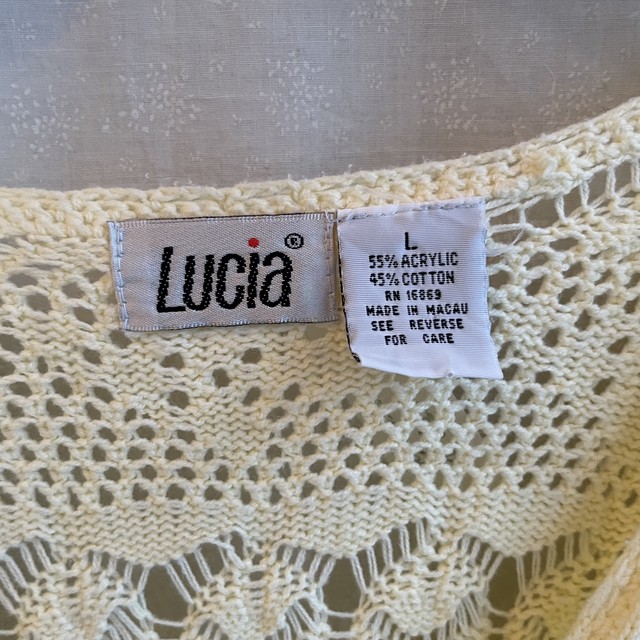 Lucia®
L
55% ACRYLIC
45% COTTON
RN 16869
MADE IN MACAU
SEE REVERSE
FOR CARE